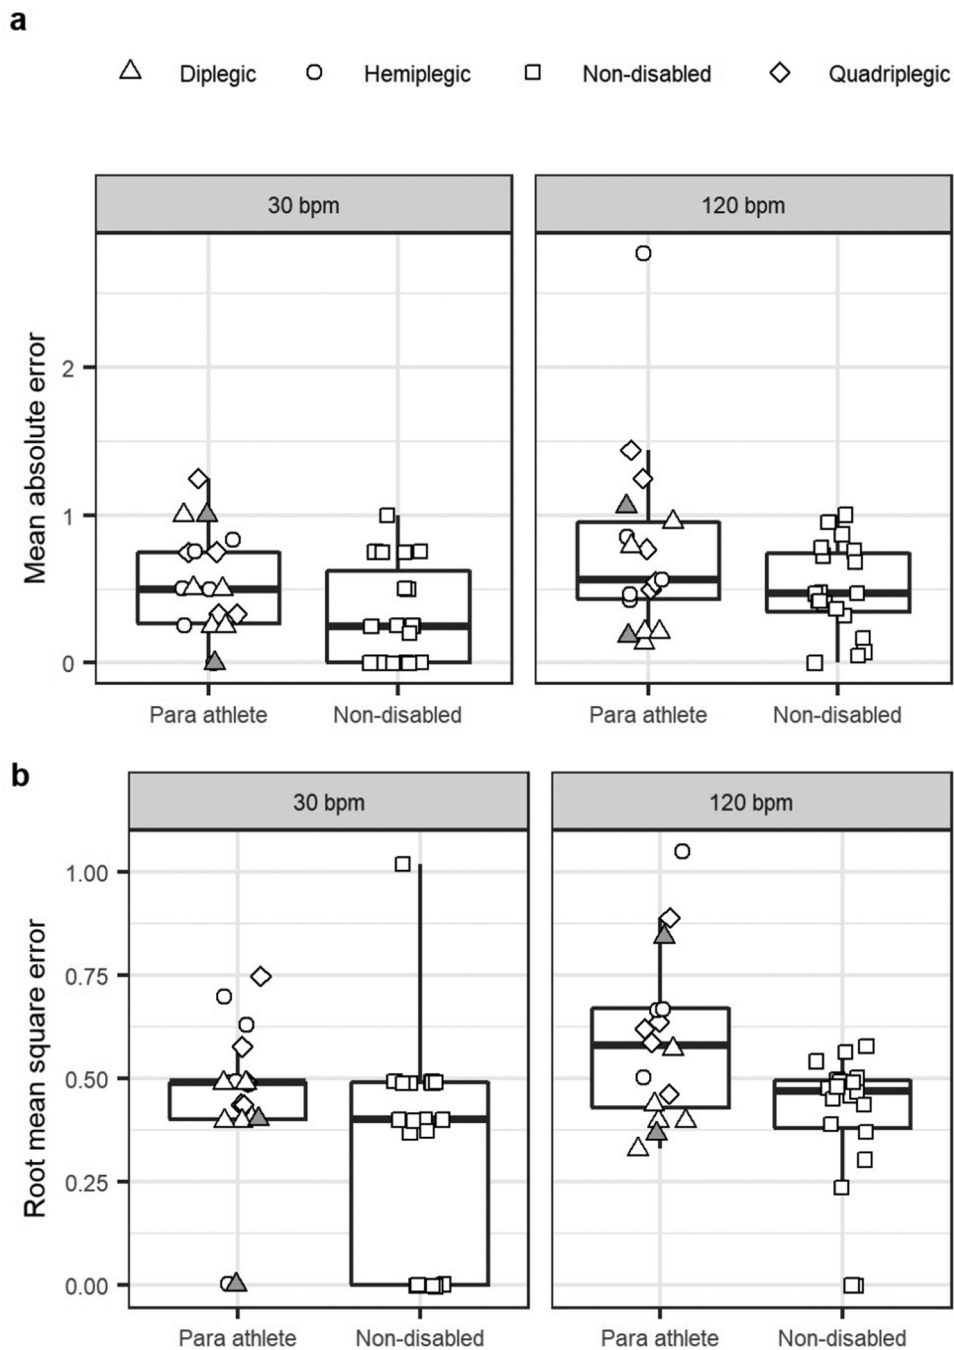 a
Diplegic Hemiplegic Non-disabled Quadriplegic
30 bpm 120 bpm
Mean absolute error
2
1
0
Para athlete Non-disabled Para athlete Non-disabled
b
30 bpm 120 bpm
Root mean square error
1.00
0.75
0.50
0.25
0.00
Para athlete Non-disabled Para athlete Non-disabled